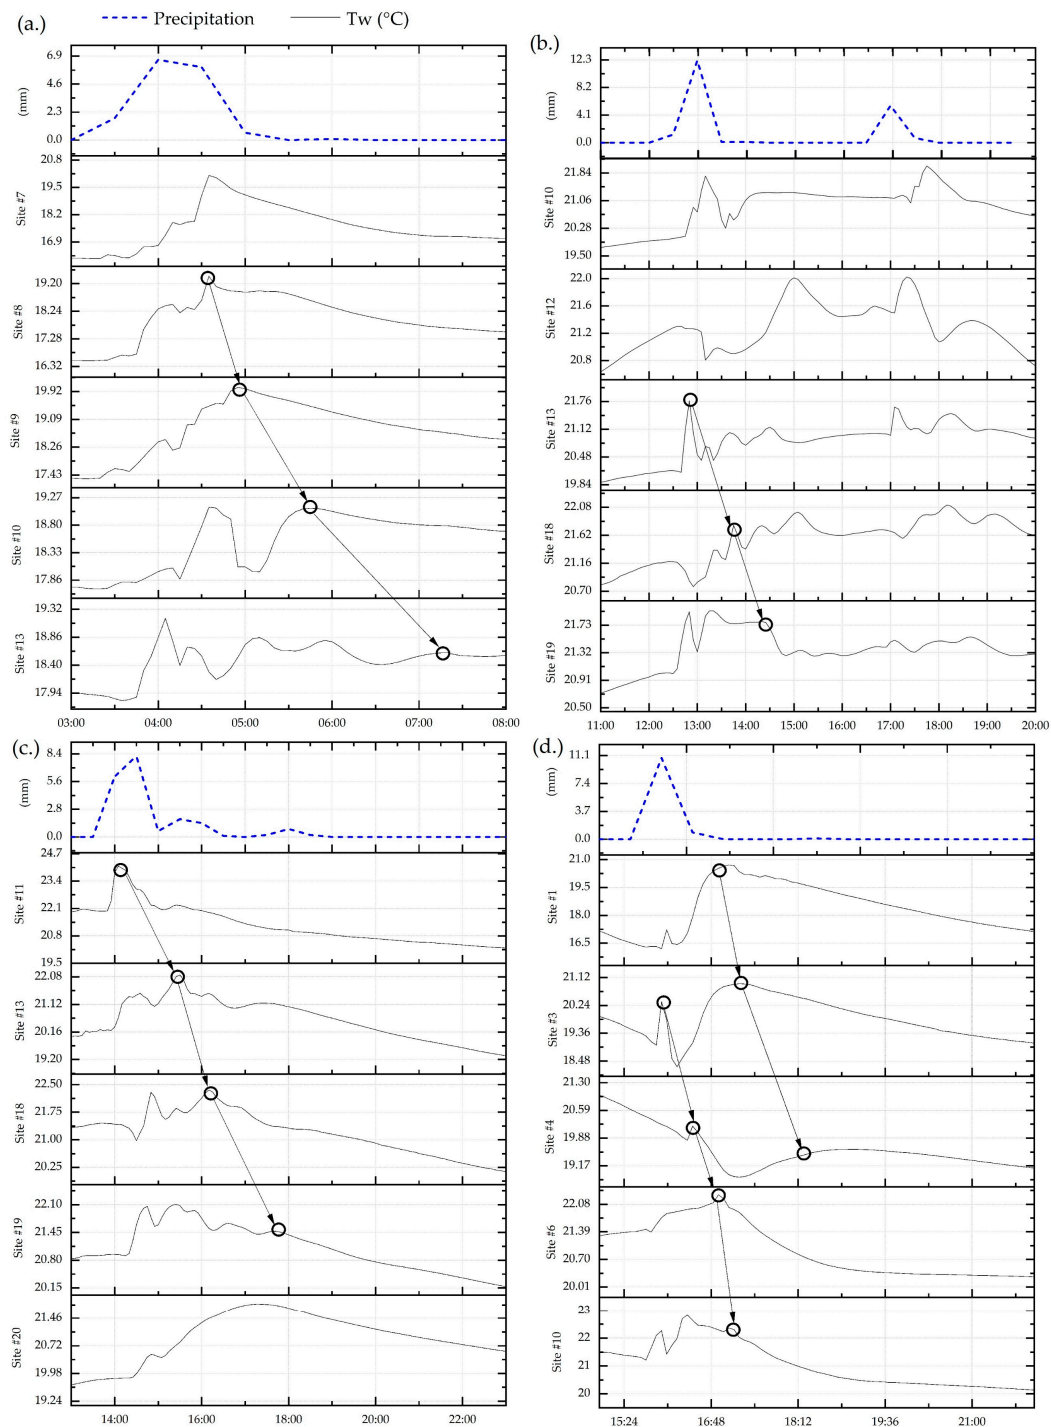 Precipitation
Tw (°C)
(a.)
(mm)
6.9
4.6
2.3
0.0
Site #7
20.8
19.5
18.2
16.9
Site #8
19.20
18.24
17.28
16.32
Site #9
19.92
19.09
18.26
17.43
Site #10
19.27
18.80
18.33
17.86
Site #13
19.32
18.86
18.40
17.94
03:00 04:00 05:00 06:00 07:00 08:00
(b.)
(mm)
12.3
8.2
4.1
0.0
Site #10
21.84
21.06
20.28
19.50
Site #12
22.0
21.6
21.2
20.8
Site #13
21.76
21.12
20.48
19.84
Site #18
22.08
21.62
21.16
20.70
Site #19
21.73
21.32
20.91
20.50
11:00 12:00 13:00 14:00 15:00 16:00 17:00 18:00 19:00 20:00
(c.)
(mm)
8.4
5.6
2.8
0.0
Site #11
24.7
23.4
22.1
20.8
19.5
Site #13
22.08
21.12
20.16
19.20
Site #18
22.50
21.75
21.00
20.25
Site #19
22.10
21.45
20.80
20.15
Site #20
21.46
20.72
19.98
19.24
14:00 16:00 18:00 20:00 22:00
(d.)
(mm)
11.1
7.4
3.7
0.0
Site #1
21.0
19.5
18.0
16.5
Site #3
21.12
20.24
19.36
18.48
Site #4
21.30
20.59
19.88
19.17
Site #6
22.08
21.39
20.70
20.01
Site #10
23
22
21
20
15:24 16:48 18:12 19:36 21:00